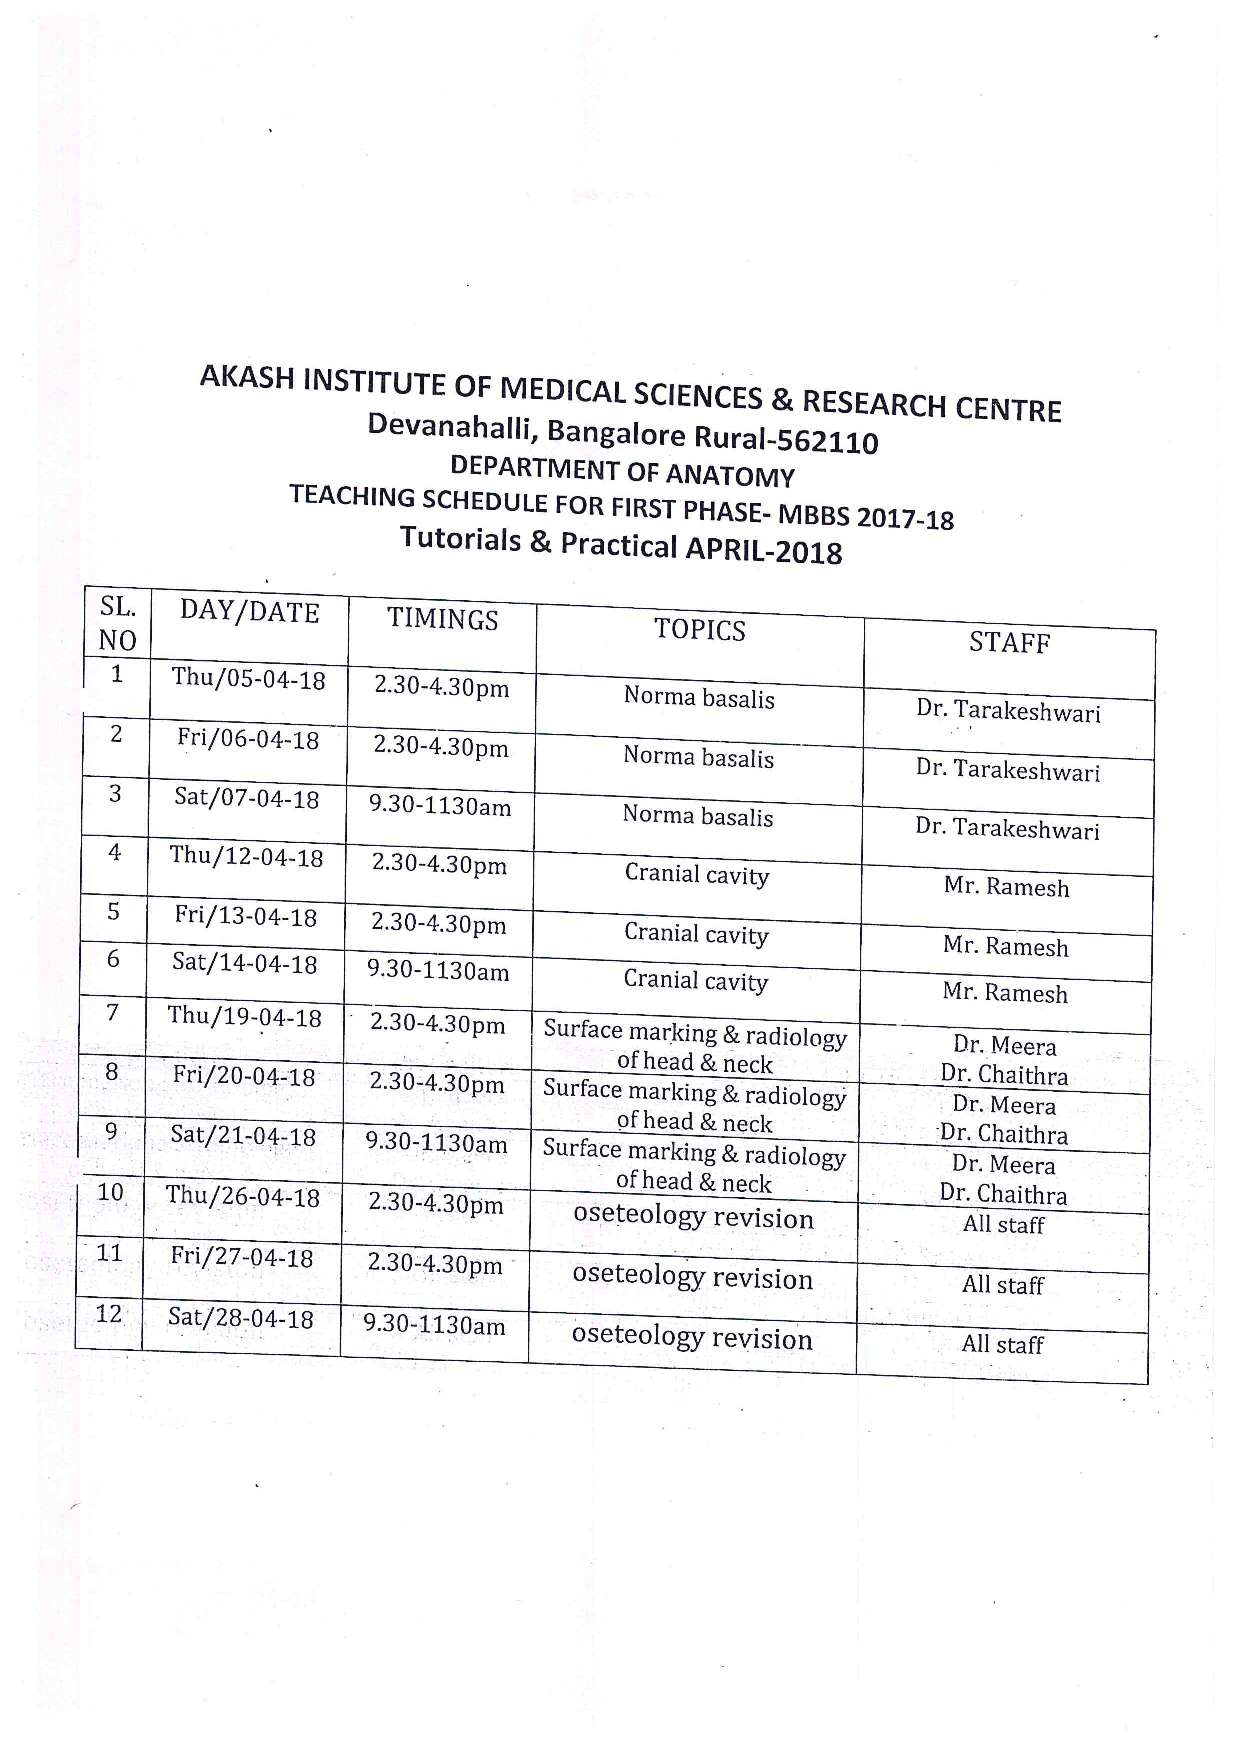 AKASH INSTITUTE OF MEDICAL SCIENCES & RESEARCH CENTRE
Devanahalli, Bangalore Rural-562110
DEPARTMENT OF ANATOMY
TEACHING SCHEDULE FOR FIRST PHASE- MBBS 2017-18
Tutorials & Practical APRIL-2018
SL. NO DAY/DATE TIMINGS TOPICS STAFF
1 Thu/05-04-18 2.30-4.30pm Norma basalis Dr. Tarakeshwari
2 Fri/06-04-18 2.30-4.30pm Norma basalis Dr. Tarakeshwari
3 Sat/07-04-18 9.30-1130am Norma basalis Dr. Tarakeshwari
4 Thu/12-04-18 2.30-4.30pm Cranial cavity Mr. Ramesh
5 Fri/13-04-18 2.30-4.30pm Cranial cavity Mr. Ramesh
6 Sat/14-04-18 9.30-1130am Cranial cavity Mr. Ramesh
7 Thu/19-04-18 2.30-4.30pm Surface marking & radiology Dr. Meera
of head & neck Dr. Chaithra
8 Fri/20-04-18 2.30-4.30pm Surface marking & radiology Dr. Meera
of head & neck Dr. Chaithra
9 Sat/21-04-18 9.30-1130am Surface marking & radiology Dr. Meera
of head & neck Dr. Chaithra
10 Thu/26-04-18 2.30-4.30pm oseteology revision All staff
11 Fri/27-04-18 2.30-4.30pm oseteology revision All staff
12 Sat/28-04-18 9.30-1130am oseteology revision All staff